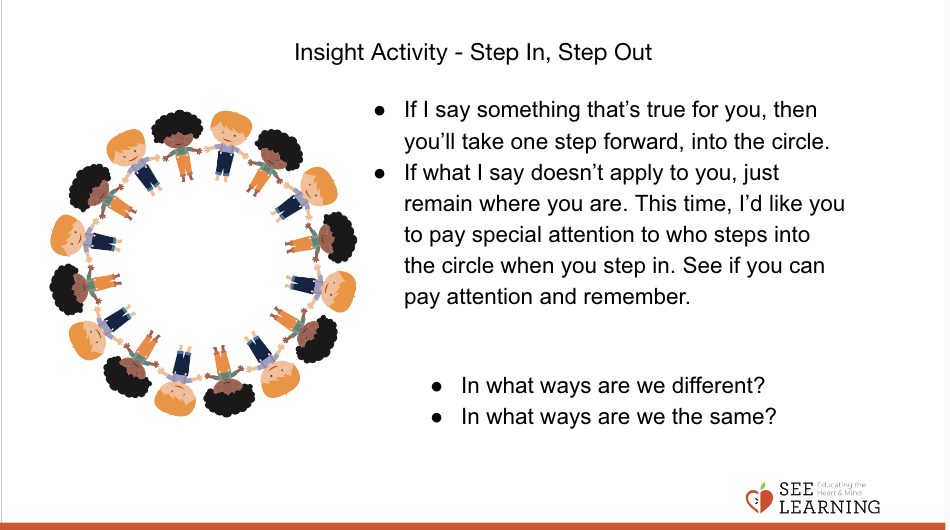 Insight Activity - Step In, Step Out
● If I say something that’s true for you, then
you’ll take one step forward, into the circle.
● If what I say doesn’t apply to you, just
remain where you are. This time, I’d like you
to pay special attention to who steps into
the circle when you step in. See if you can
pay attention and remember.
● In what ways are we different?
● In what ways are we the same?
SEE Educating the
Heart & Mind
LEARNING